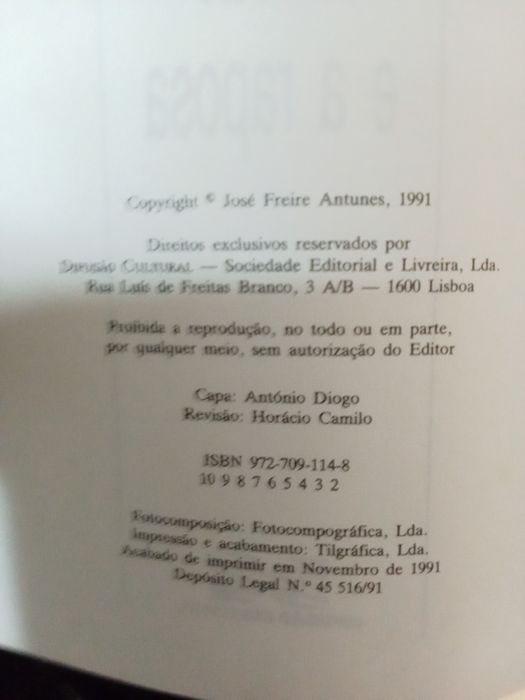 e a raposa
Copyright © José Freire Antunes, 1991
Direitos exclusivos reservados por
DIFUSÃO CULTURAL — Sociedade Editorial e Livreira, Lda.
Rua Luís de Freitas Branco, 3 A/B — 1600 Lisboa
Proibida a reprodução, no todo ou em parte,
por qualquer meio, sem autorização do Editor
Capa: António Diogo
Revisão: Horácio Camilo
ISBN 972-709-114-8
10 9 8 7 6 5 4 3 2
Fotocomposição: Fotocompográfica, Lda.
Impressão e acabamento: Tilgráfica, Lda.
Acabado de imprimir em Novembro de 1991
Depósito Legal N.º 45 516/91